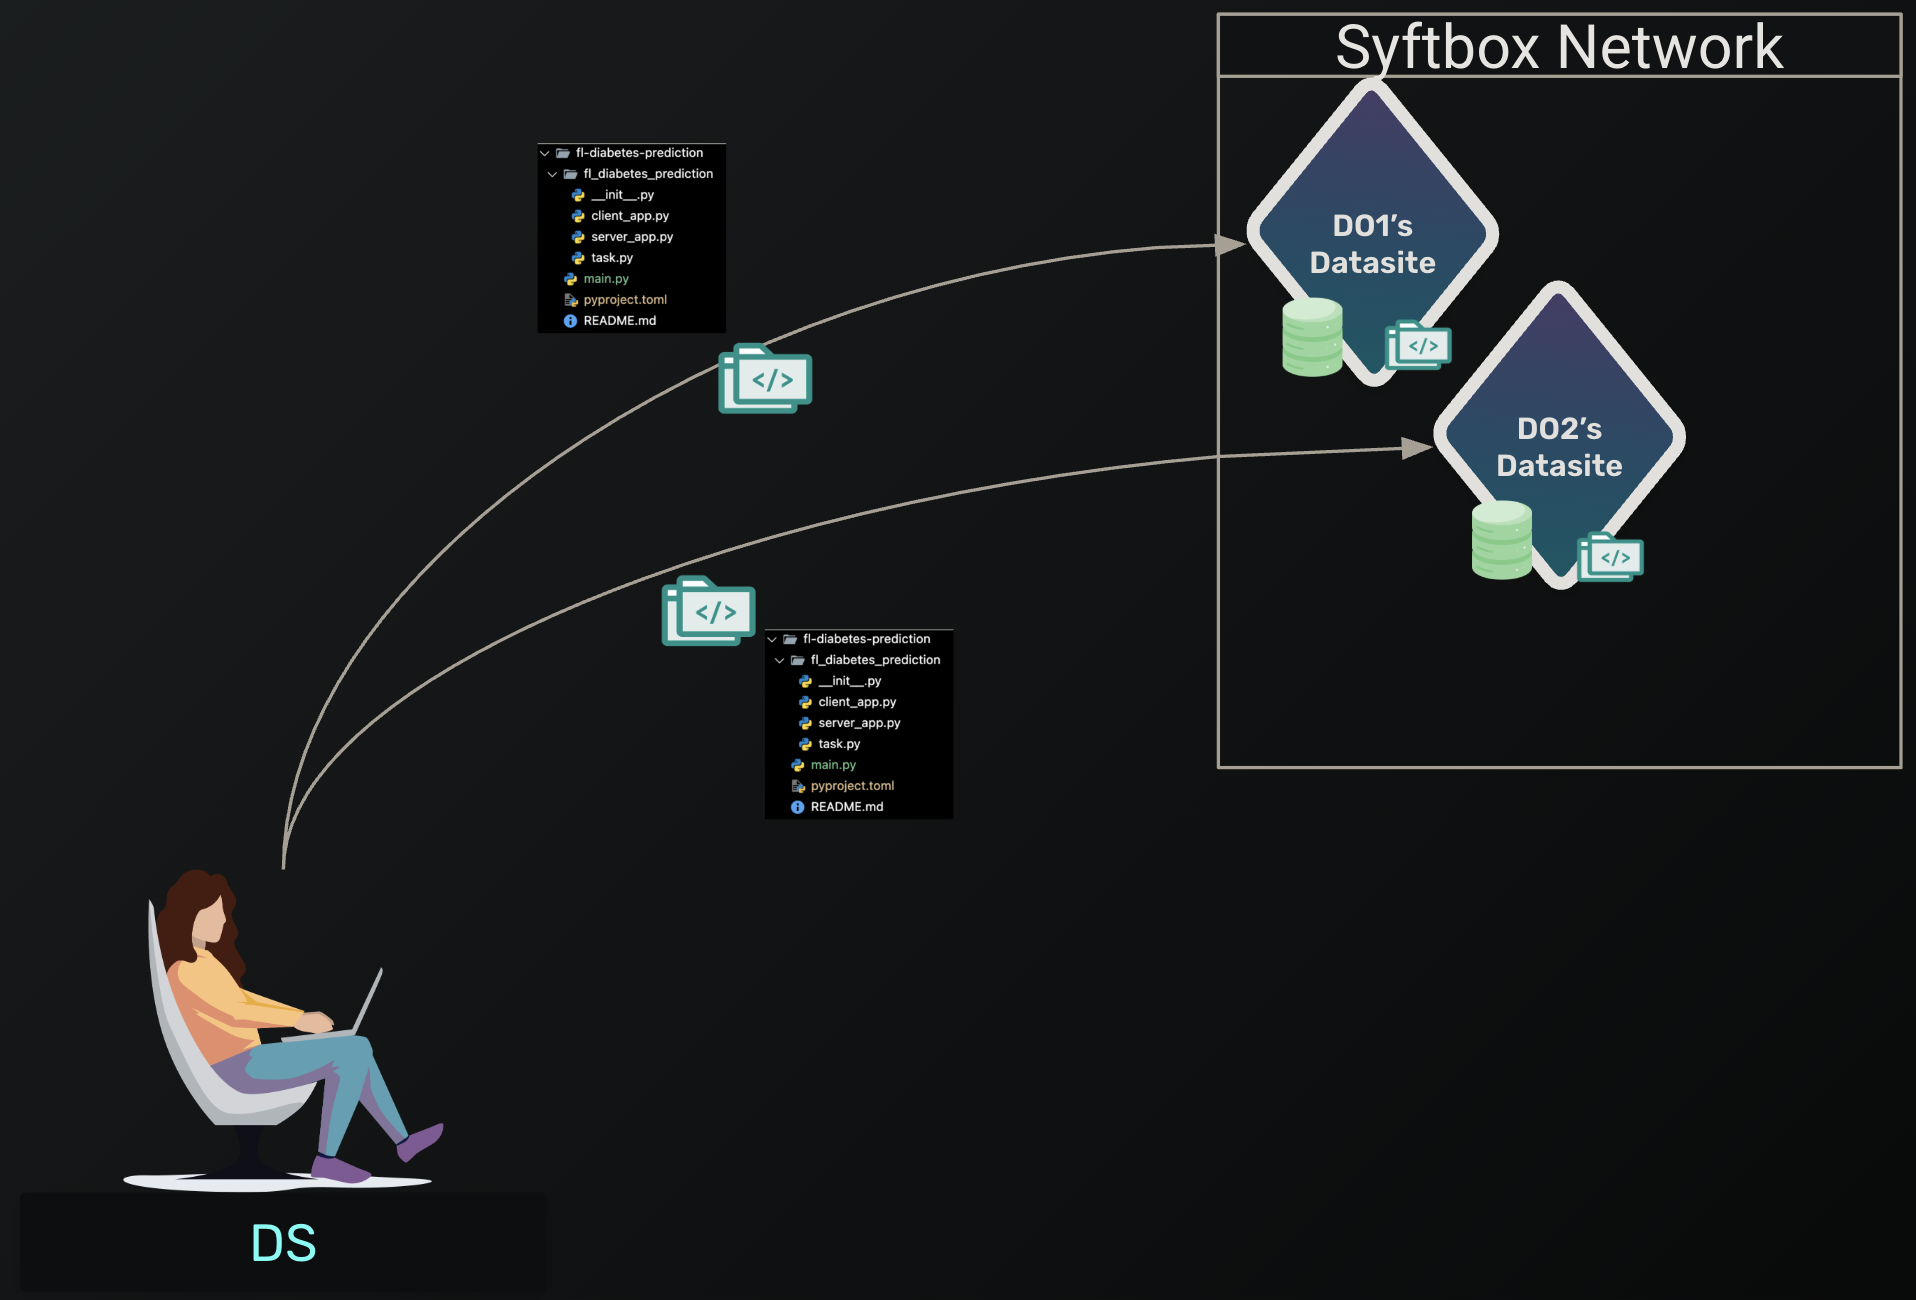 Syftbox Network
fl-diabetes-prediction
fl_diabetes_prediction
__init__.py
client_app.py
server_app.py
task.py
main.py
pyproject.toml
README.md
</>
DO1's
Datasite
</>
DO2's
Datasite
</>
</>
fl-diabetes-prediction
fl_diabetes_prediction
__init__.py
client_app.py
server_app.py
task.py
main.py
pyproject.toml
README.md
DS